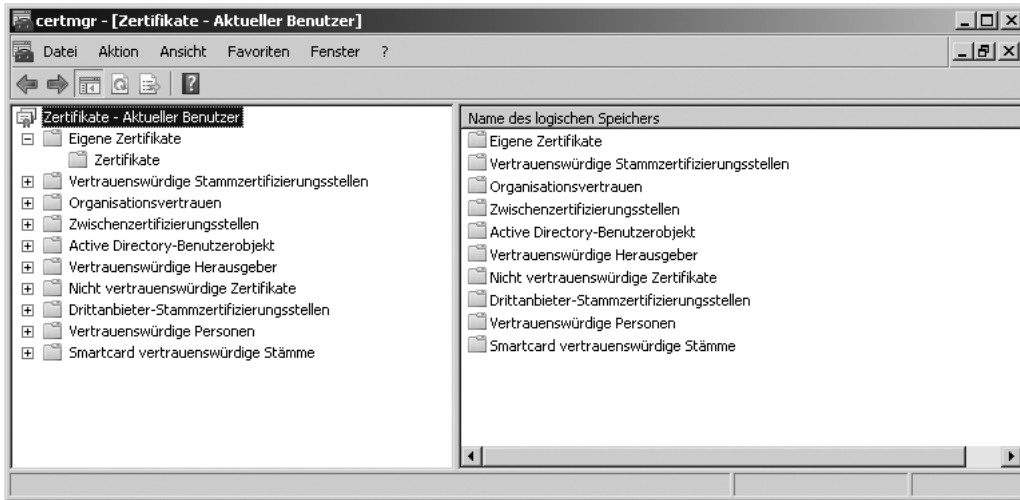 certmgr - [Zertifikate - Aktueller Benutzer]
Datei Aktion Ansicht Favoriten Fenster ?
Zertifikate - Aktueller Benutzer
Eigene Zertifikate
Zertifikate
Vertrauenswürdige Stammzertifizierungsstellen
Organisationsvertrauen
Zwischenzertifizierungsstellen
Active Directory-Benutzerobjekt
Vertrauenswürdige Herausgeber
Nicht vertrauenswürdige Zertifikate
Drittanbieter-Stammzertifizierungsstellen
Vertrauenswürdige Personen
Smartcard vertrauenswürdige Stämme
Name des logischen Speichers
Eigene Zertifikate
Vertrauenswürdige Stammzertifizierungsstellen
Organisationsvertrauen
Zwischenzertifizierungsstellen
Active Directory-Benutzerobjekt
Vertrauenswürdige Herausgeber
Nicht vertrauenswürdige Zertifikate
Drittanbieter-Stammzertifizierungsstellen
Vertrauenswürdige Personen
Smartcard vertrauenswürdige Stämme